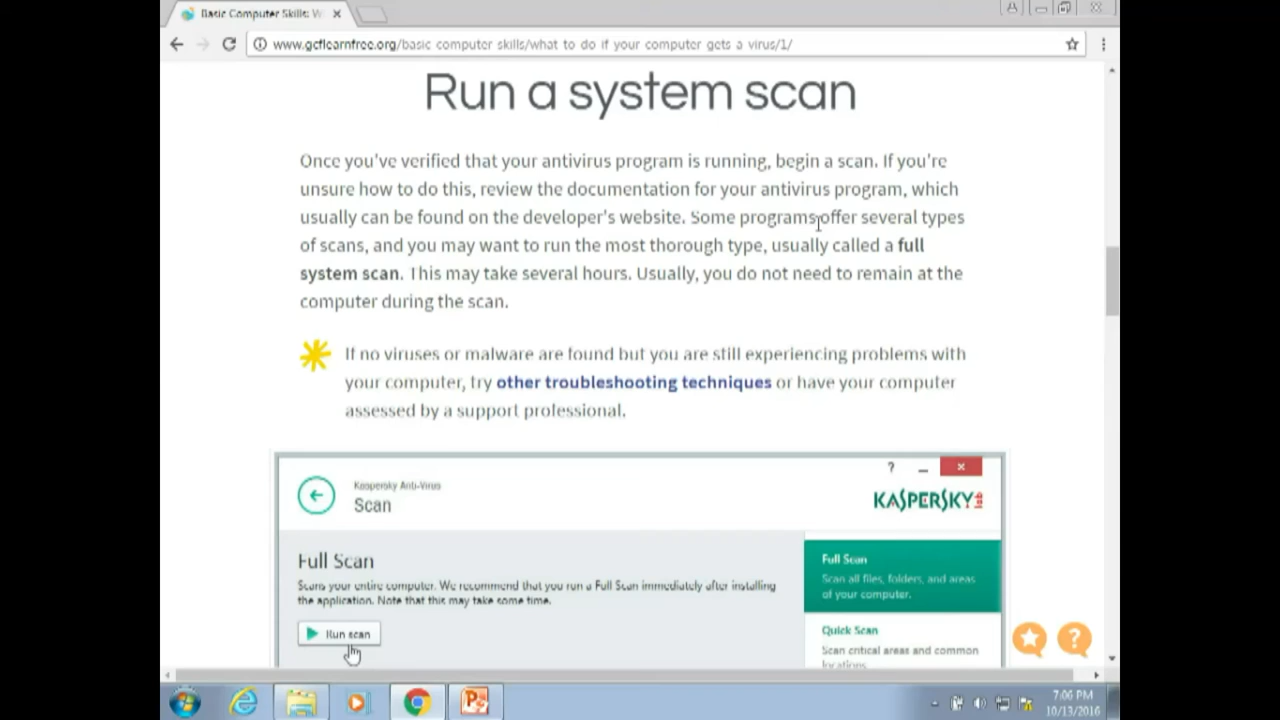 Basic Computer Skills: W
www.gcflearnfree.org/basic computer skills/what to do if your computer gets a virus/1/
Run a system scan
Once you've verified that your antivirus program is running, begin a scan. If you're
unsure how to do this, review the documentation for your antivirus program, which
usually can be found on the developer's website. Some programs offer several types
of scans, and you may want to run the most thorough type, usually called a full
system scan. This may take several hours. Usually, you do not need to remain at the
computer during the scan.
If no viruses or malware are found but you are still experiencing problems with
your computer, try other troubleshooting techniques or have your computer
assessed by a support professional.
Kaspersky Anti-Virus
Scan
KASPERSKY LAB
Full Scan
Scans your entire computer. We recommend that you run a Full Scan immediately after installing
the application. Note that this may take some time.
Run scan
Full Scan
Scan all files, folders, and areas
of your computer.
Quick Scan
Scan critical areas and common
locations.
7:06 PM
10/13/2016